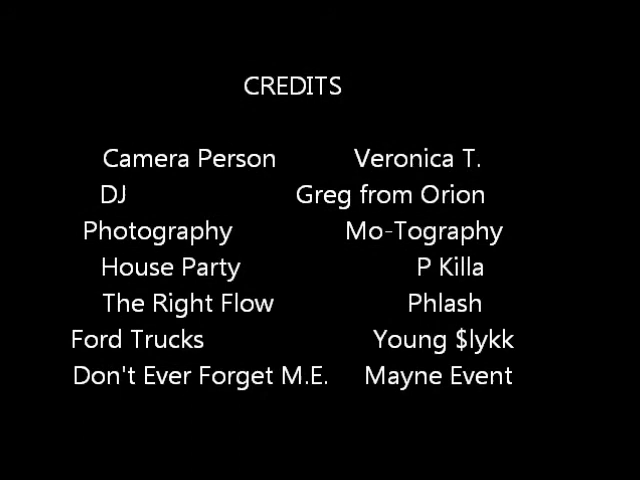 CREDITS
Camera Person Veronica T.
DJ Greg from Orion
Photography Mo-Tography
House Party P Killa
The Right Flow Phlash
Ford Trucks Young $lykk
Don't Ever Forget M.E. Mayne Event